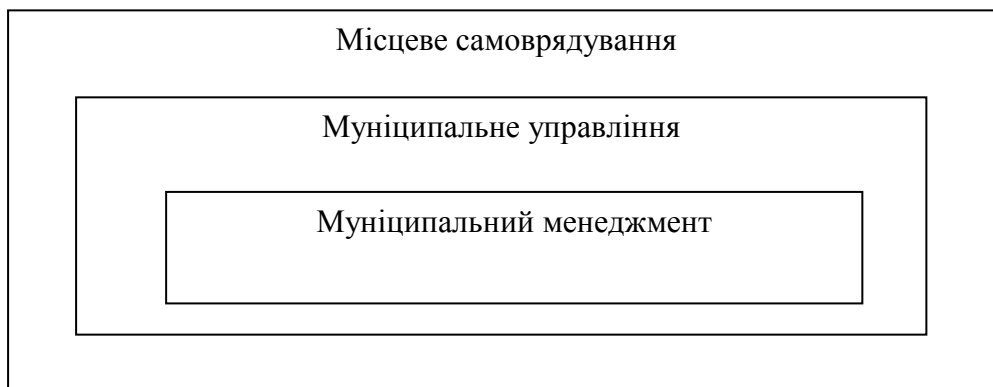 Місцеве самоврядування
Муніципальне управління
Муніципальний менеджмент